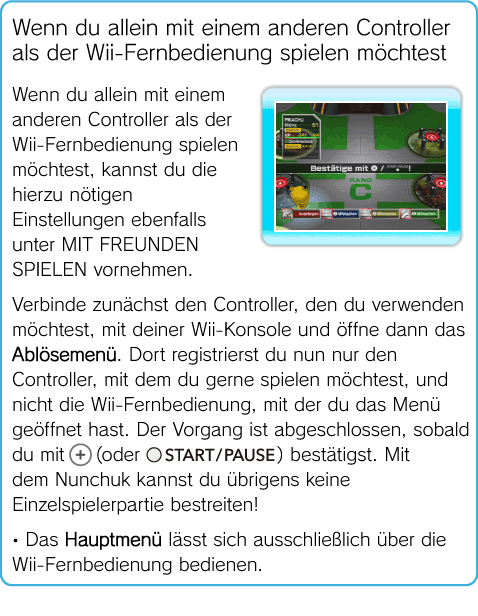 Wenn du allein mit einem anderen Controller
als der Wii-Fernbedienung spielen möchtest
Wenn du allein mit einem
anderen Controller als der
Wii-Fernbedienung spielen
möchtest, kannst du die
hierzu nötigen
Einstellungen ebenfalls
unter MIT FREUNDEN
SPIELEN vornehmen.
PIKACHU
61
Bestätige mit + / START/PAUSE !
RANG
C
Verbinde zunächst den Controller, den du verwenden
möchtest, mit deiner Wii-Konsole und öffne dann das
Ablösemenü. Dort registrierst du nun nur den
Controller, mit dem du gerne spielen möchtest, und
nicht die Wii-Fernbedienung, mit der du das Menü
geöffnet hast. Der Vorgang ist abgeschlossen, sobald
du mit + (oder START/PAUSE) bestätigst. Mit
dem Nunchuk kannst du übrigens keine
Einzelspielerpartie bestreiten!
• Das Hauptmenü lässt sich ausschließlich über die
Wii-Fernbedienung bedienen.